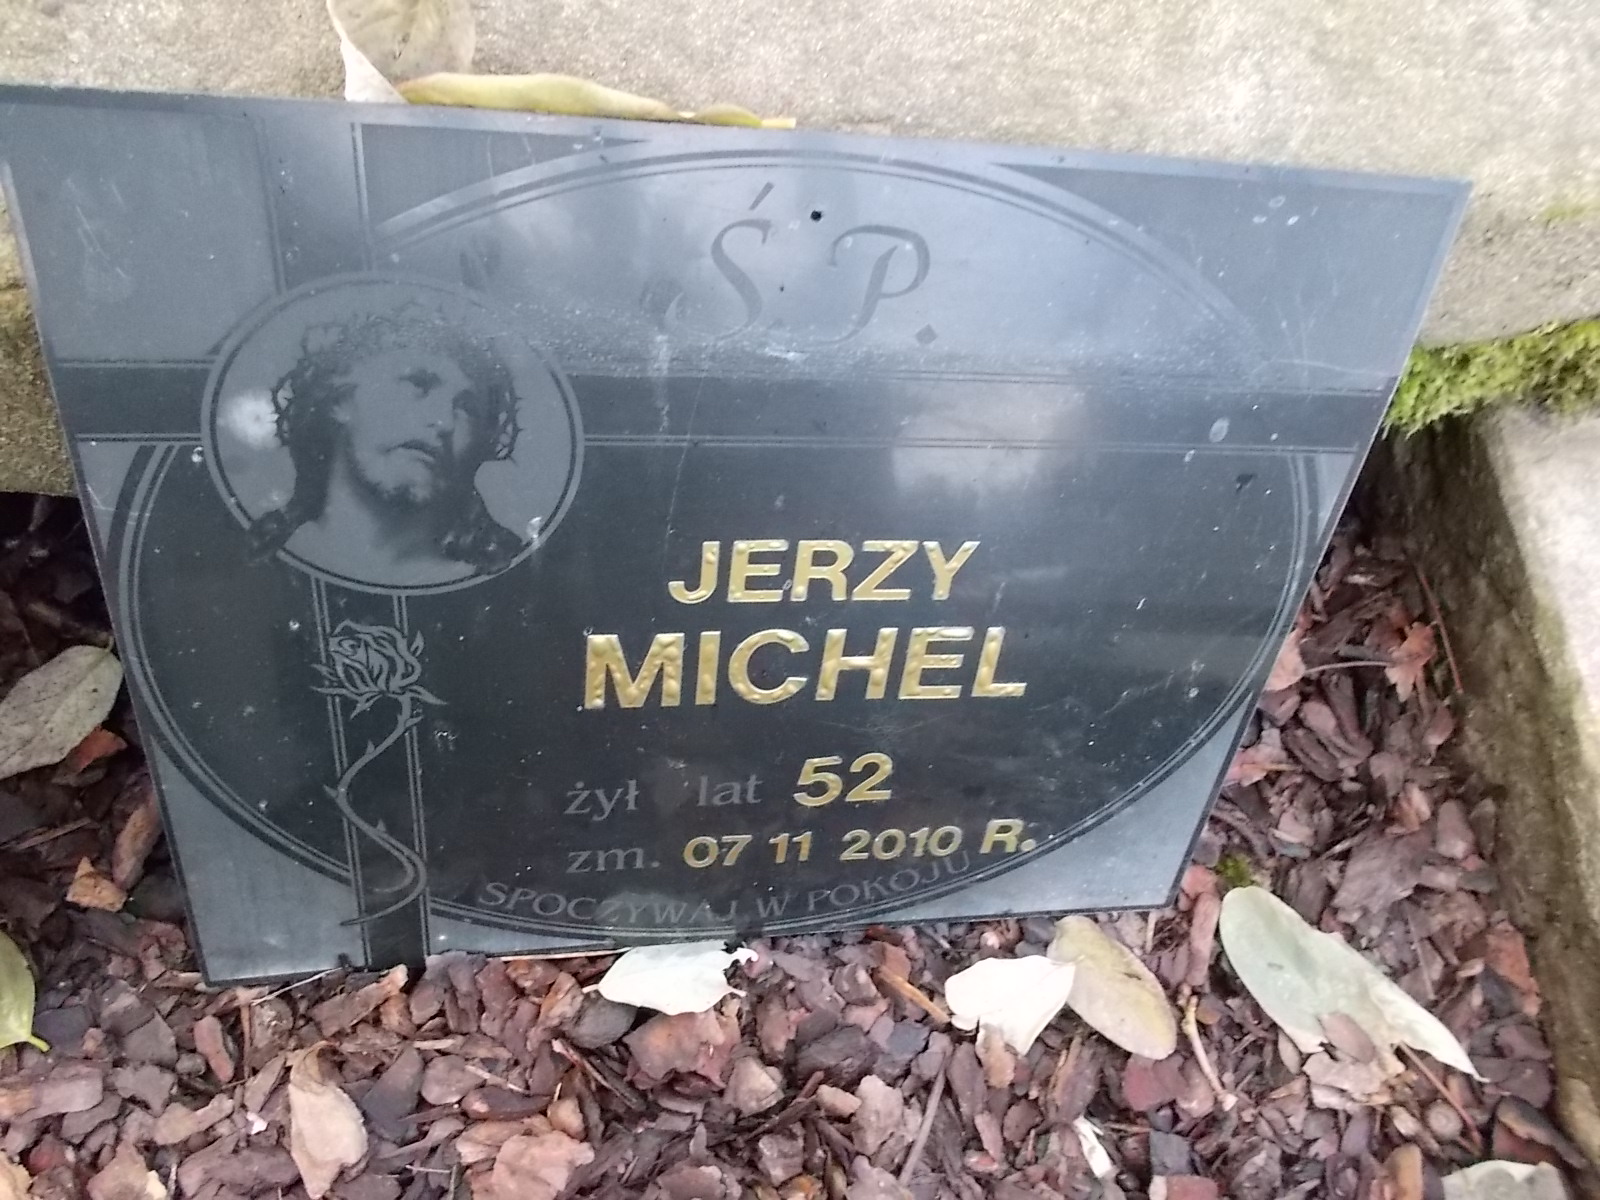 Ś.P.
JERZY
MICHEL
żył lat 52
zm. 07 11 2010 R.
SPOCZYWAJ W POKOJU